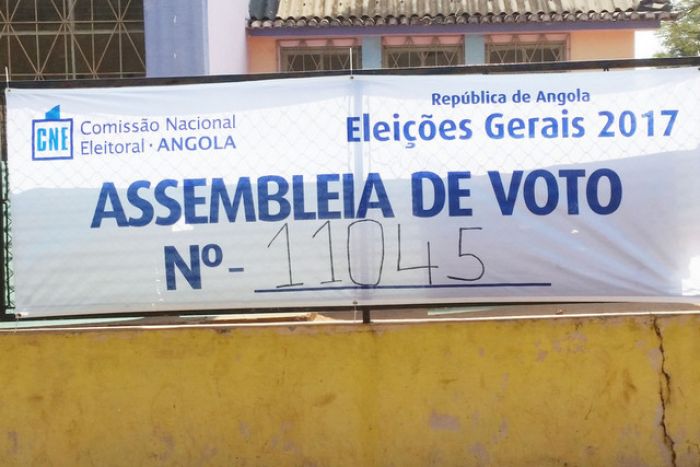 CNE
Comissão Nacional
Eleitoral · ANGOLA
República de Angola
Eleições Gerais 2017
ASSEMBLEIA DE VOTO
Nº - 11045